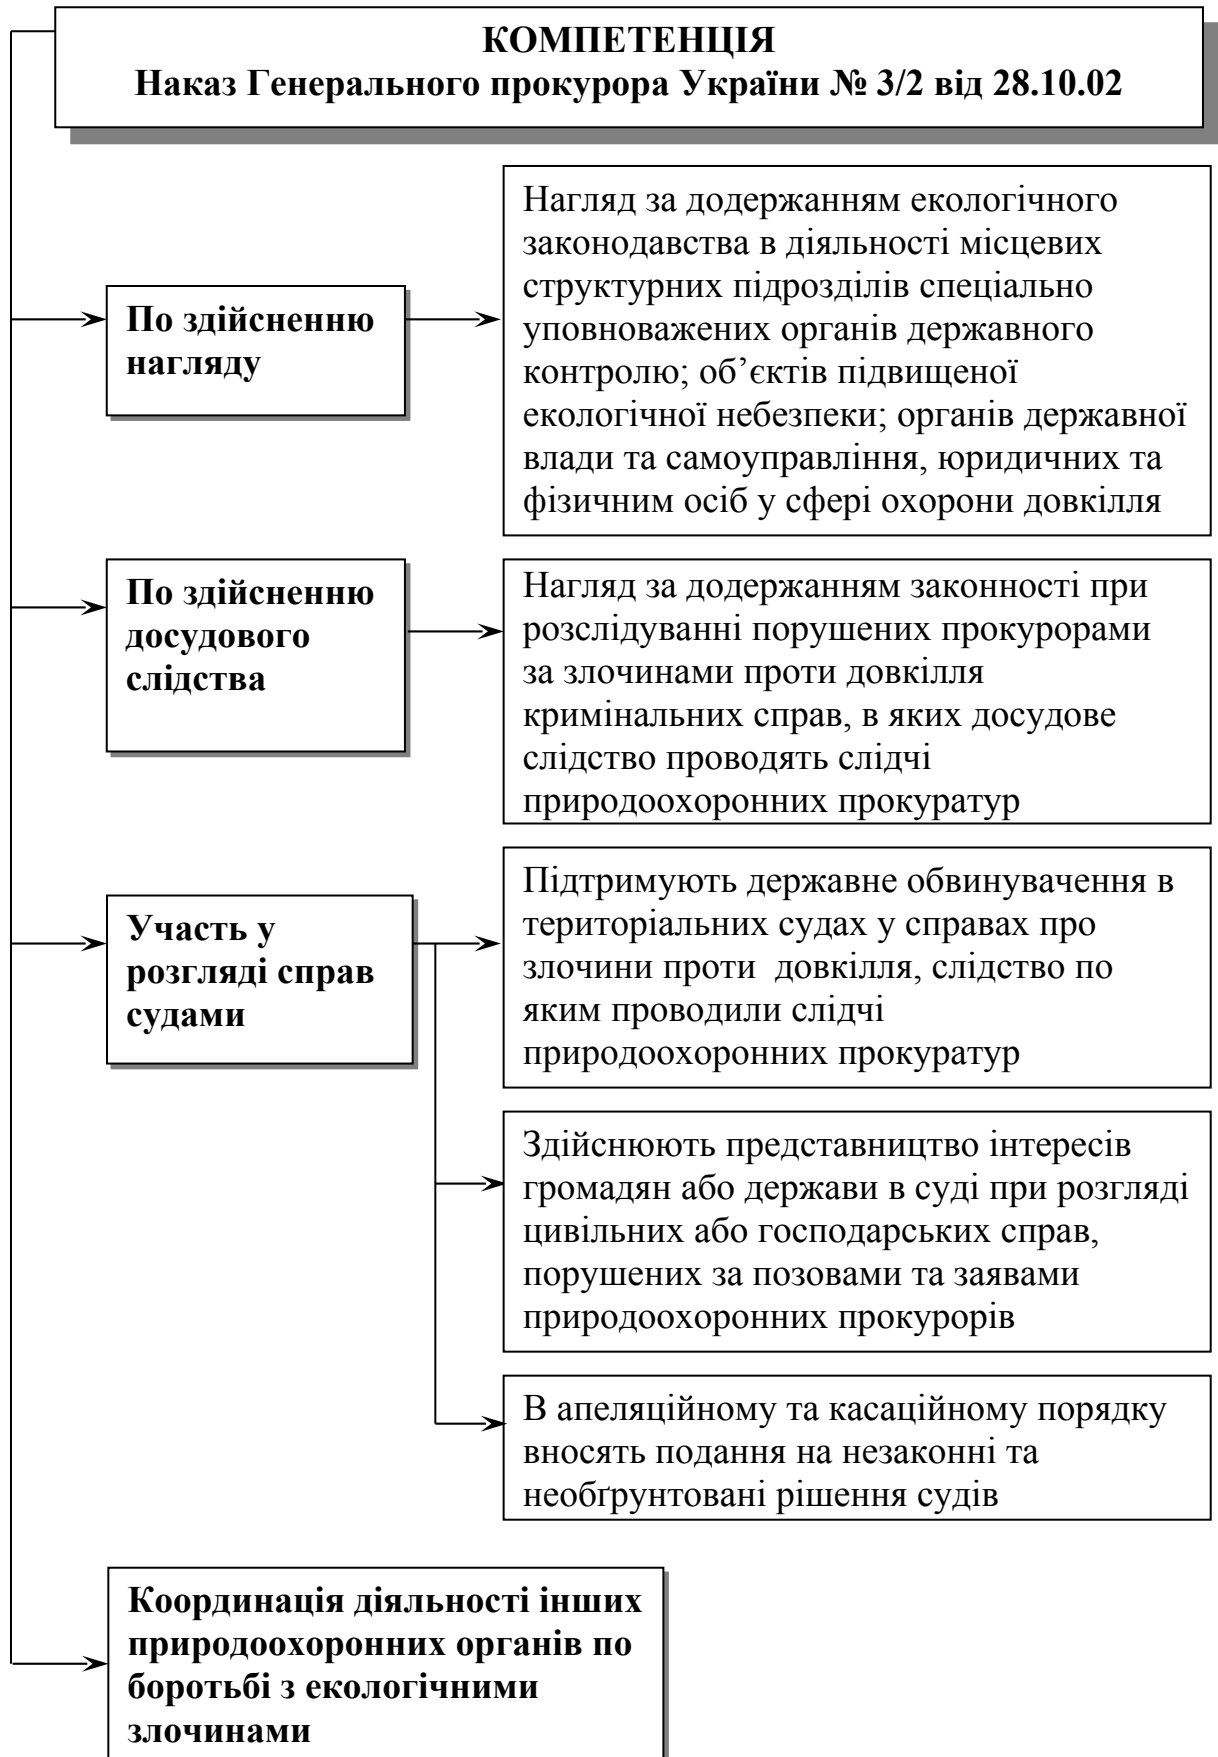 КОМПЕТЕНЦІЯ
Наказ Генерального прокурора України № 3/2 від 28.10.02
По здійсненню
нагляду
Нагляд за додержанням екологічного
законодавства в діяльності місцевих
структурних підрозділів спеціально
уповноважених органів державного
контролю; об’єктів підвищеної
екологічної небезпеки; органів державної
влади та самоуправління, юридичних та
фізичним осіб у сфері охорони довкілля
По здійсненню
досудового
слідства
Нагляд за додержанням законності при
розслідуванні порушених прокурорами
за злочинами проти довкілля
кримінальних справ, в яких досудове
слідство проводять слідчі
природоохоронних прокуратур
Участь у
розгляді справ
судами
Підтримують державне обвинувачення в
територіальних судах у справах про
злочини проти  довкілля, слідство по
яким проводили слідчі
природоохоронних прокуратур
Здійснюють представництво інтересів
громадян або держави в суді при розгляді
цивільних або господарських справ,
порушених за позовами та заявами
природоохоронних прокурорів
В апеляційному та касаційному порядку
вносять подання на незаконні та
необґрунтовані рішення судів
Координація діяльності інших
природоохоронних органів по
боротьбі з екологічними
злочинами